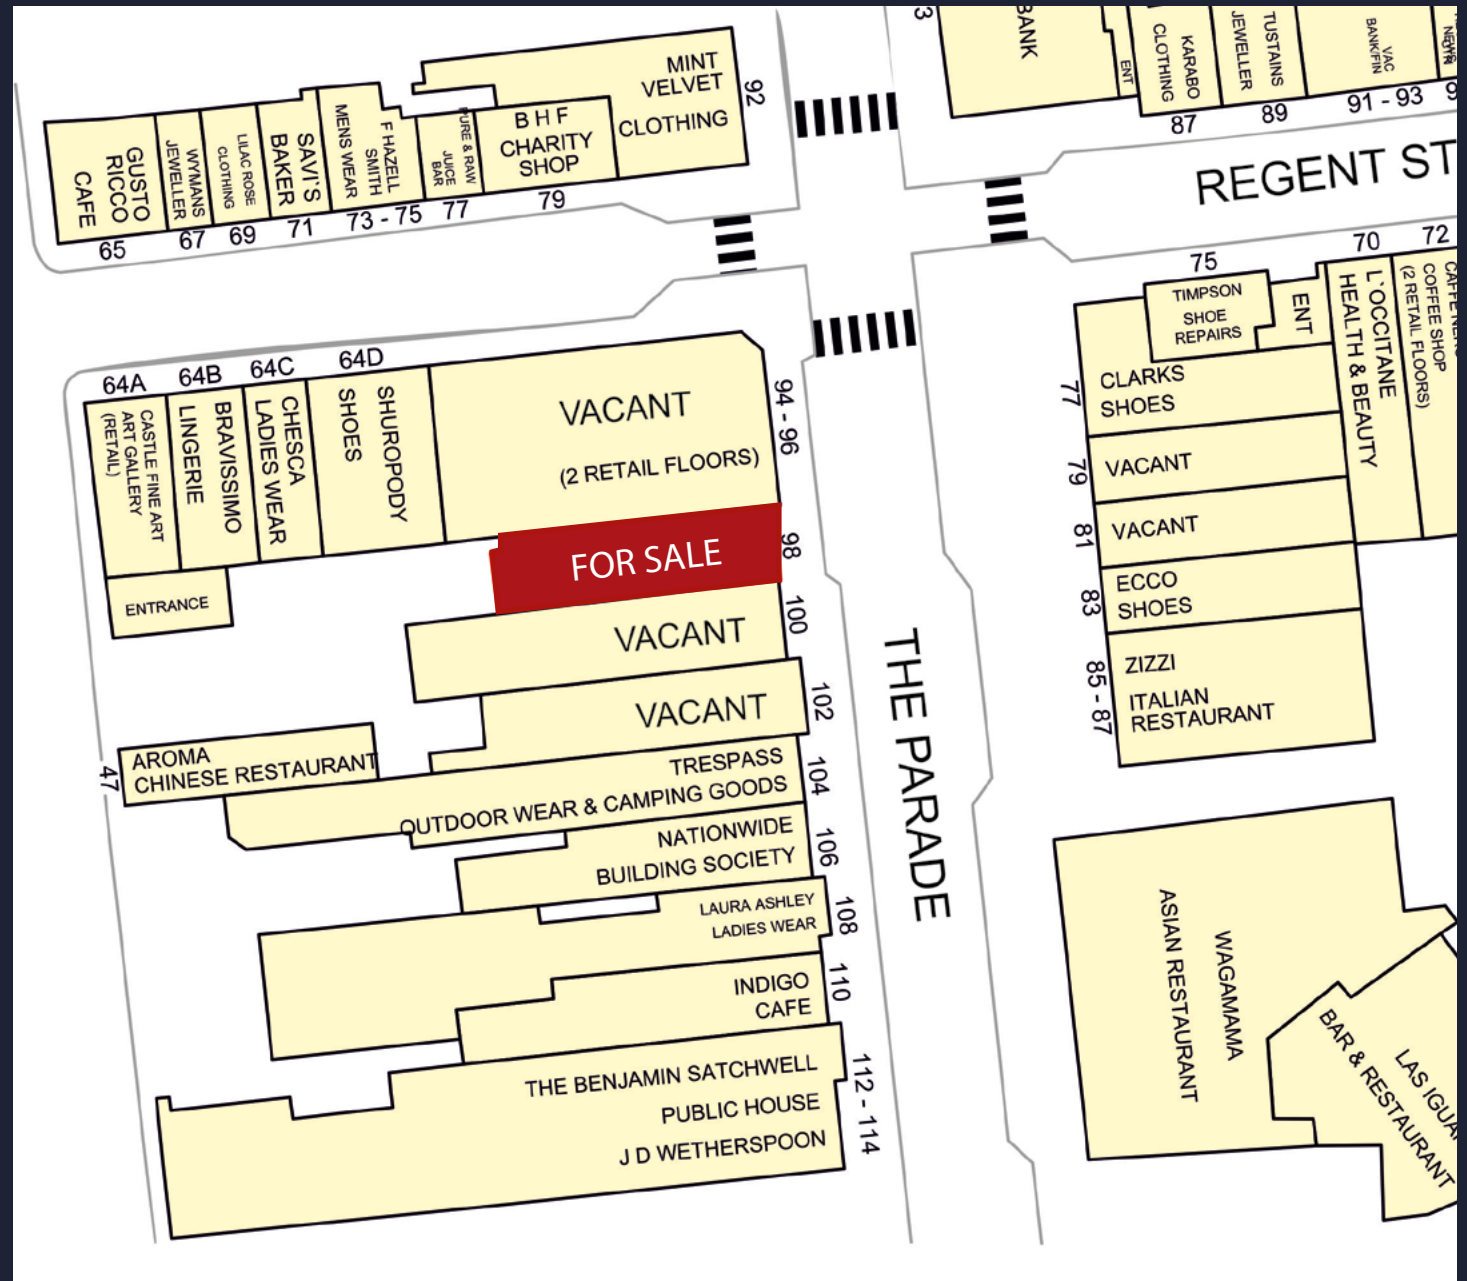 MINT
VELVET
CLOTHING
92
B H F
CHARITY
SHOP
79
PURE & RAW
JUICE
BAR
77
F HAZELL
SMITH
MENS WEAR
73 - 75
SAVI`S
BAKER
71
LILAC ROSE
CLOTHING
69
WYMANS
JEWELLER
67
GUSTO
RICCO
CAFE
65
3
BANK
ENT
KARABO
CLOTHING
87
TUSTAINS
JEWELLER
89
VAC
BANK/FIN
91 - 93
9
REGENT ST
64A
64B
64C
64D
CASTLE FINE ART
ART GALLERY
(RETAIL)
BRAVISSIMO
LINGERIE
CHESCA
LADIES WEAR
SHUROPODY
SHOES
VACANT
(2 RETAIL FLOORS)
94 - 96
ENTRANCE
FOR SALE
98
VACANT
100
VACANT
102
AROMA
CHINESE RESTAURANT
47
TRESPASS
OUTDOOR WEAR & CAMPING GOODS
104
NATIONWIDE
BUILDING SOCIETY
106
LAURA ASHLEY
LADIES WEAR
108
INDIGO
CAFE
110
THE BENJAMIN SATCHWELL
PUBLIC HOUSE
J D WETHERSPOON
112 - 114
THE PARADE
75
TIMPSON
SHOE
REPAIRS
ENT
70
L`OCCITANE
HEALTH & BEAUTY
72
COFFEE SHOP
(2 RETAIL FLOORS)
CLARKS
SHOES
77
VACANT
79
VACANT
81
ECCO
SHOES
83
ZIZZI
ITALIAN
RESTAURANT
85 - 87
WAGAMAMA
ASIAN RESTAURANT
LAS IGUA
BAR & RESTAURANT